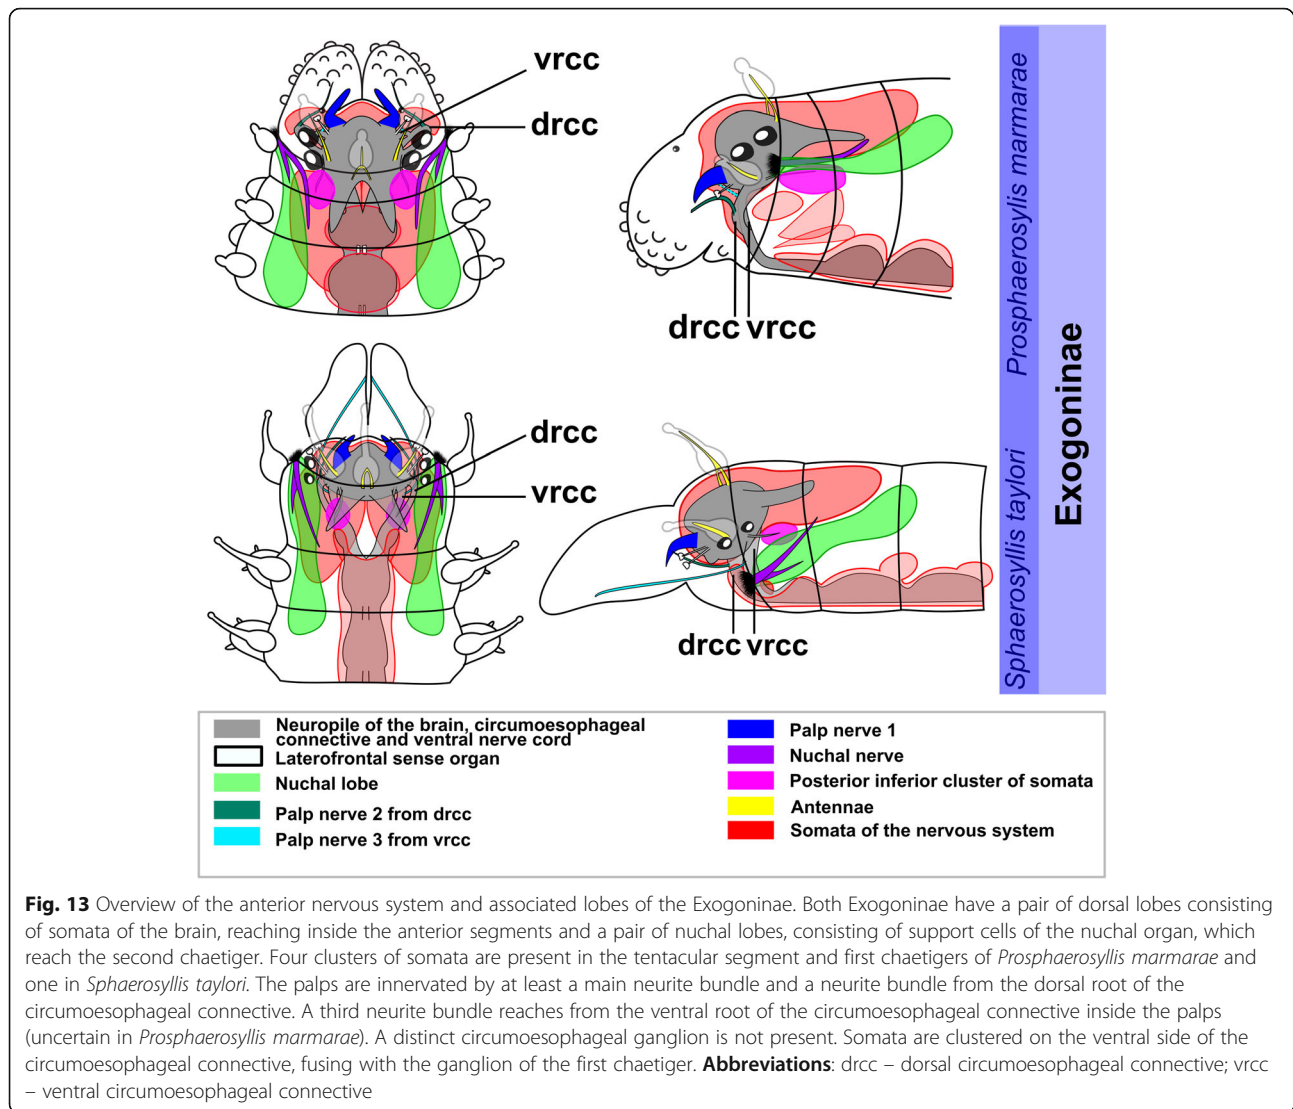 vrcc
drcc
drcc vrcc
drcc
vrcc
drcc vrcc
Prosphaerosylis marmarae
Sphaerosyllis taylori
Exogoninae
Neuropile of the brain, circumoesophageal
connective and ventral nerve cord
Laterofrontal sense organ
Nuchal lobe
Palp nerve 2 from drcc
Palp nerve 3 from vrcc
Palp nerve 1
Nuchal nerve
Posterior inferior cluster of somata
Antennae
Somata of the nervous system
Fig. 13 Overview of the anterior nervous system and associated lobes of the Exogoninae. Both Exogoninae have a pair of dorsal lobes consisting
of somata of the brain, reaching inside the anterior segments and a pair of nuchal lobes, consisting of support cells of the nuchal organ, which
reach the second chaetiger. Four clusters of somata are present in the tentacular segment and first chaetigers of Prosphaerosyllis marmarae and
one in Sphaerosyllis taylori. The palps are innervated by at least a main neurite bundle and a neurite bundle from the dorsal root of the
circumoesophageal connective. A third neurite bundle reaches from the ventral root of the circumoesophageal connective inside the palps
(uncertain in Prosphaerosyllis marmarae). A distinct circumoesophageal ganglion is not present. Somata are clustered on the ventral side of the
circumoesophageal connective, fusing with the ganglion of the first chaetiger. Abbreviations: drcc – dorsal circumoesophageal connective; vrcc
– ventral circumoesophageal connective